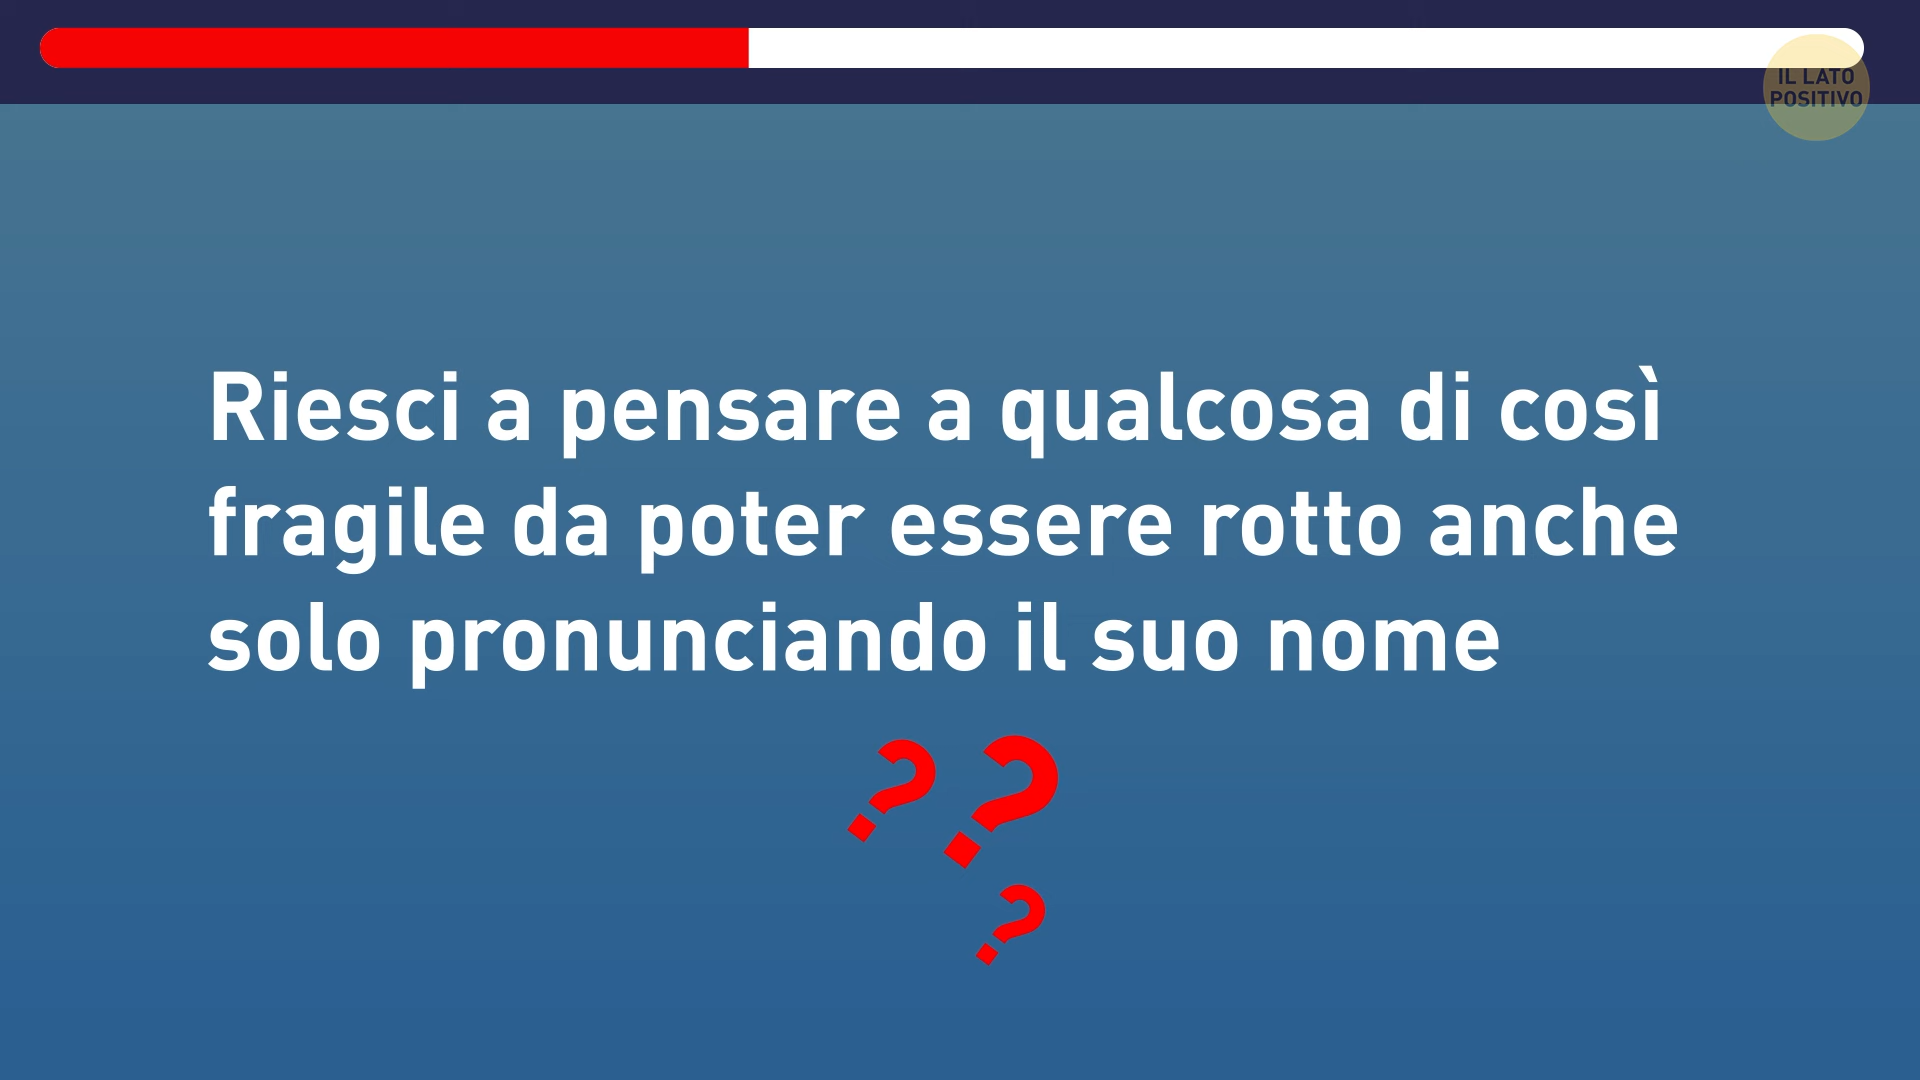 IL LATO
POSITIVO
Riesci a pensare a qualcosa di così
fragile da poter essere rotto anche
solo pronunciando il suo nome
? ?
?